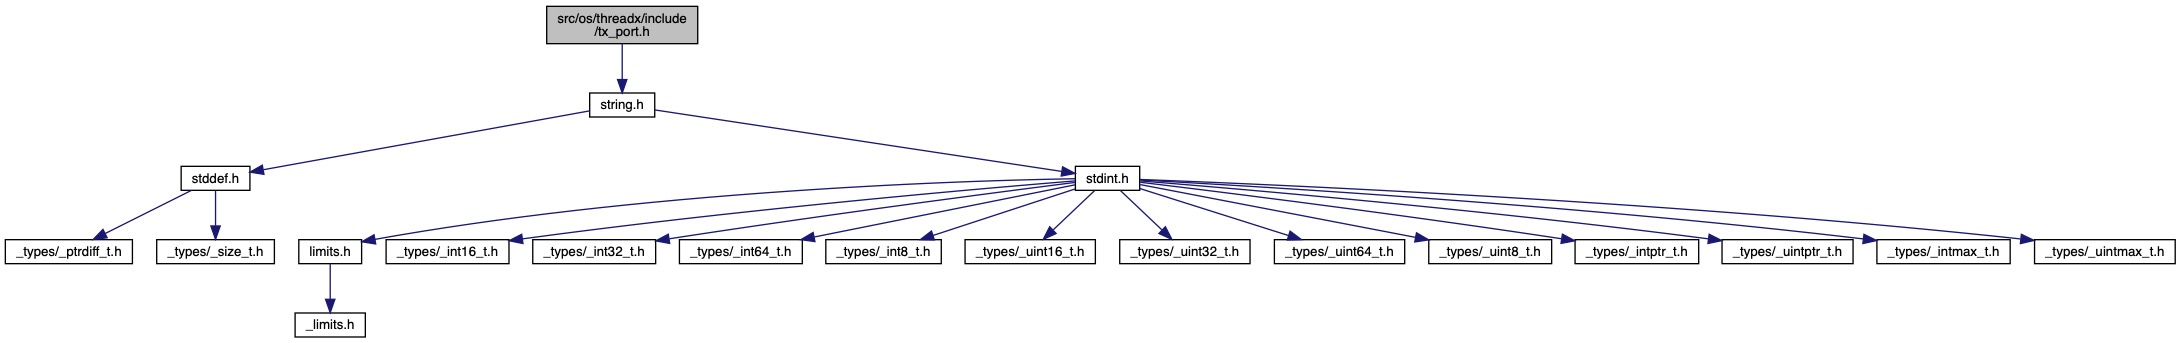 src/os/threadx/include
/tx_port.h
string.h
stddef.h
stdint.h
_types/_ptrdiff_t.h
_types/_size_t.h
limits.h
_types/_int16_t.h
_types/_int32_t.h
_types/_int64_t.h
_types/_int8_t.h
_types/_uint16_t.h
_types/_uint32_t.h
_types/_uint64_t.h
_types/_uint8_t.h
_types/_intptr_t.h
_types/_uintptr_t.h
_types/_intmax_t.h
_types/_uintmax_t.h
_limits.h